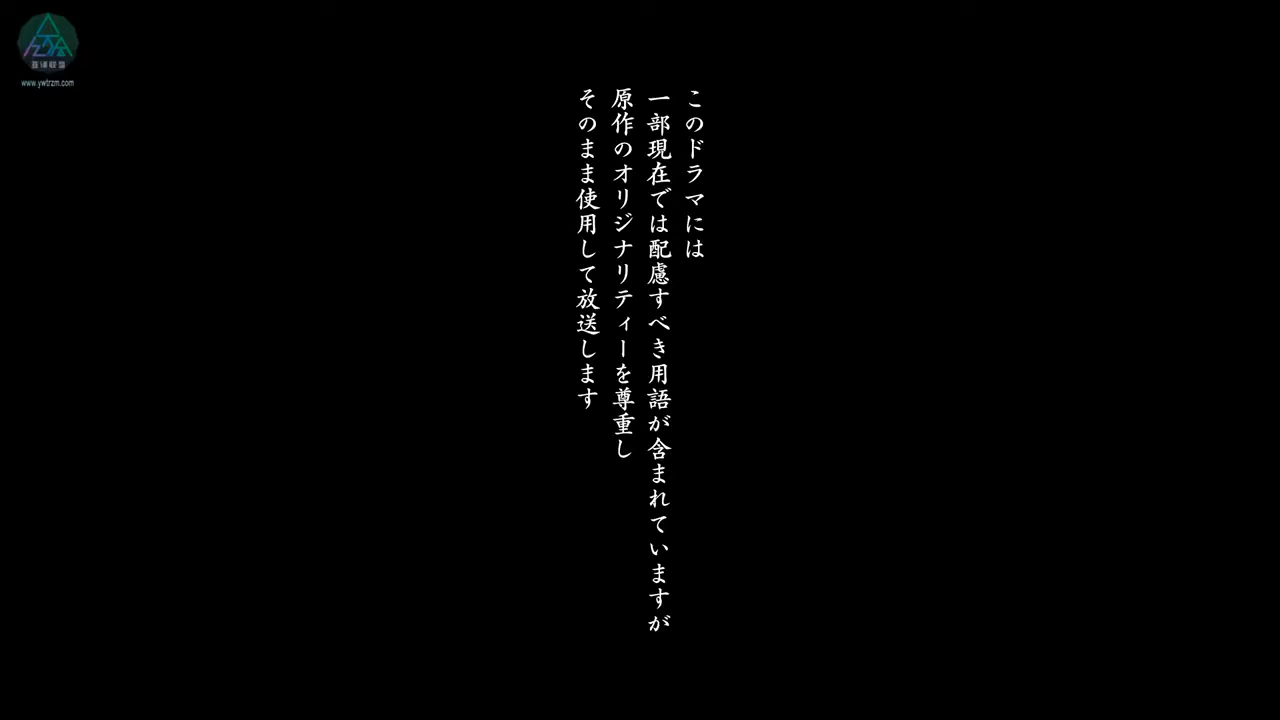 このドラマには
一部現在では配慮すべき用語が含まれていますが
原作のオリジナリティーを尊重し
そのまま使用して放送します
www.ywtrzm.com